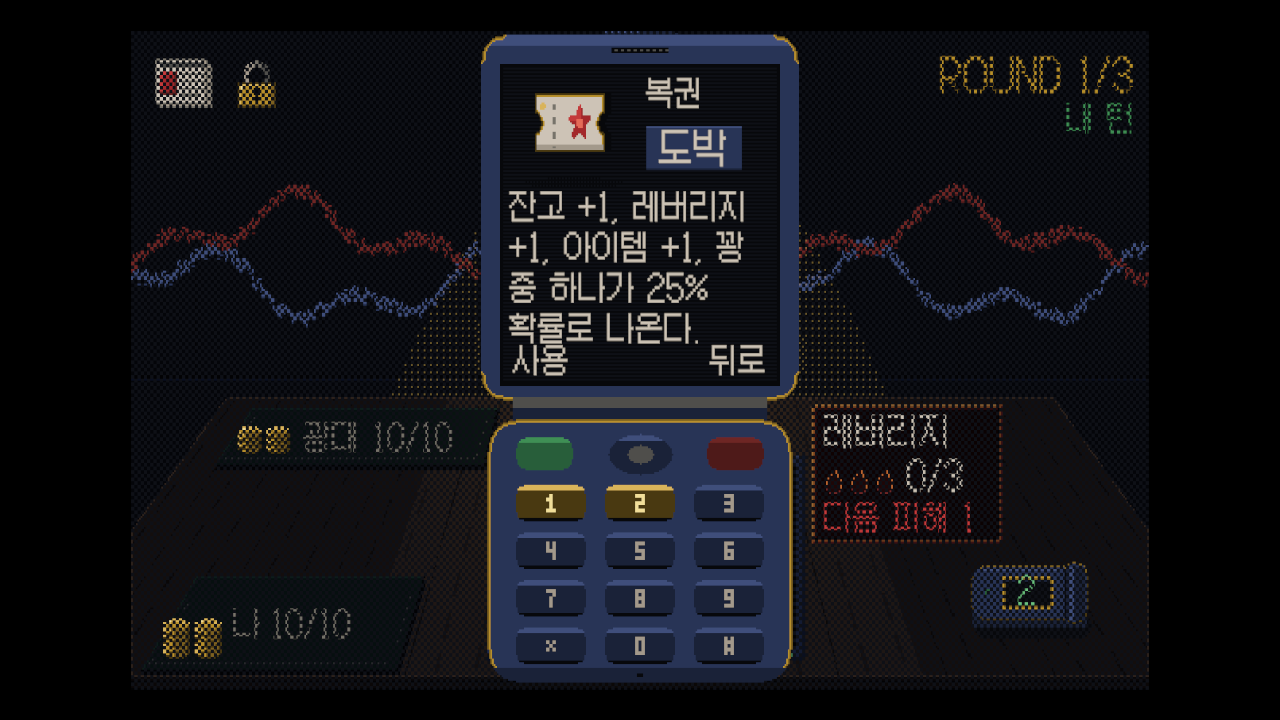 ROUND 1/3
내 턴
복권
도박
잔고 +1, 레버리지
+1, 아이템 +1, 꽝
중 하나가 25%
확률로 나온다.
사용 뒤로
광대 10/10
레버리지
0/3
다음 피해 1
나 10/10
2
1 2 3
4 5 6
7 8 9
* 0 #